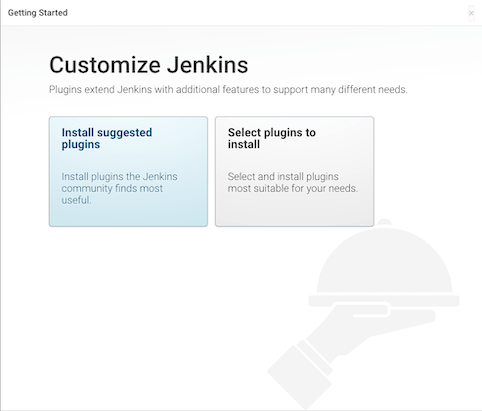 Getting Started
×
Customize Jenkins
Plugins extend Jenkins with additional features to support many different needs.
Install suggested
plugins
Install plugins the Jenkins
community finds most
useful.
Select plugins to
install
Select and install plugins
most suitable for your needs.